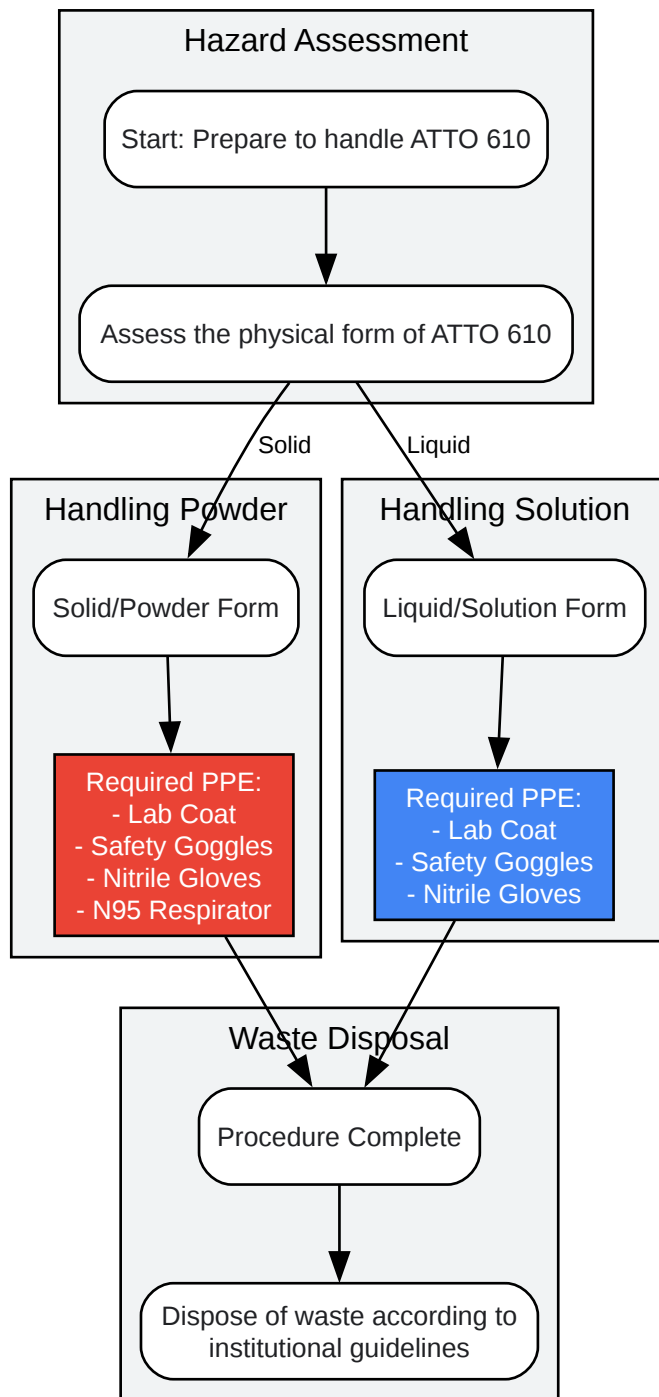 Hazard Assessment
Start: Prepare to handle ATTO 610
Assess the physical form of ATTO 610
Solid
Liquid
Handling Powder
Solid/Powder Form
Required PPE:
- Lab Coat
- Safety Goggles
- Nitrile Gloves
- N95 Respirator
Handling Solution
Liquid/Solution Form
Required PPE:
- Lab Coat
- Safety Goggles
- Nitrile Gloves
Waste Disposal
Procedure Complete
Dispose of waste according to
institutional guidelines